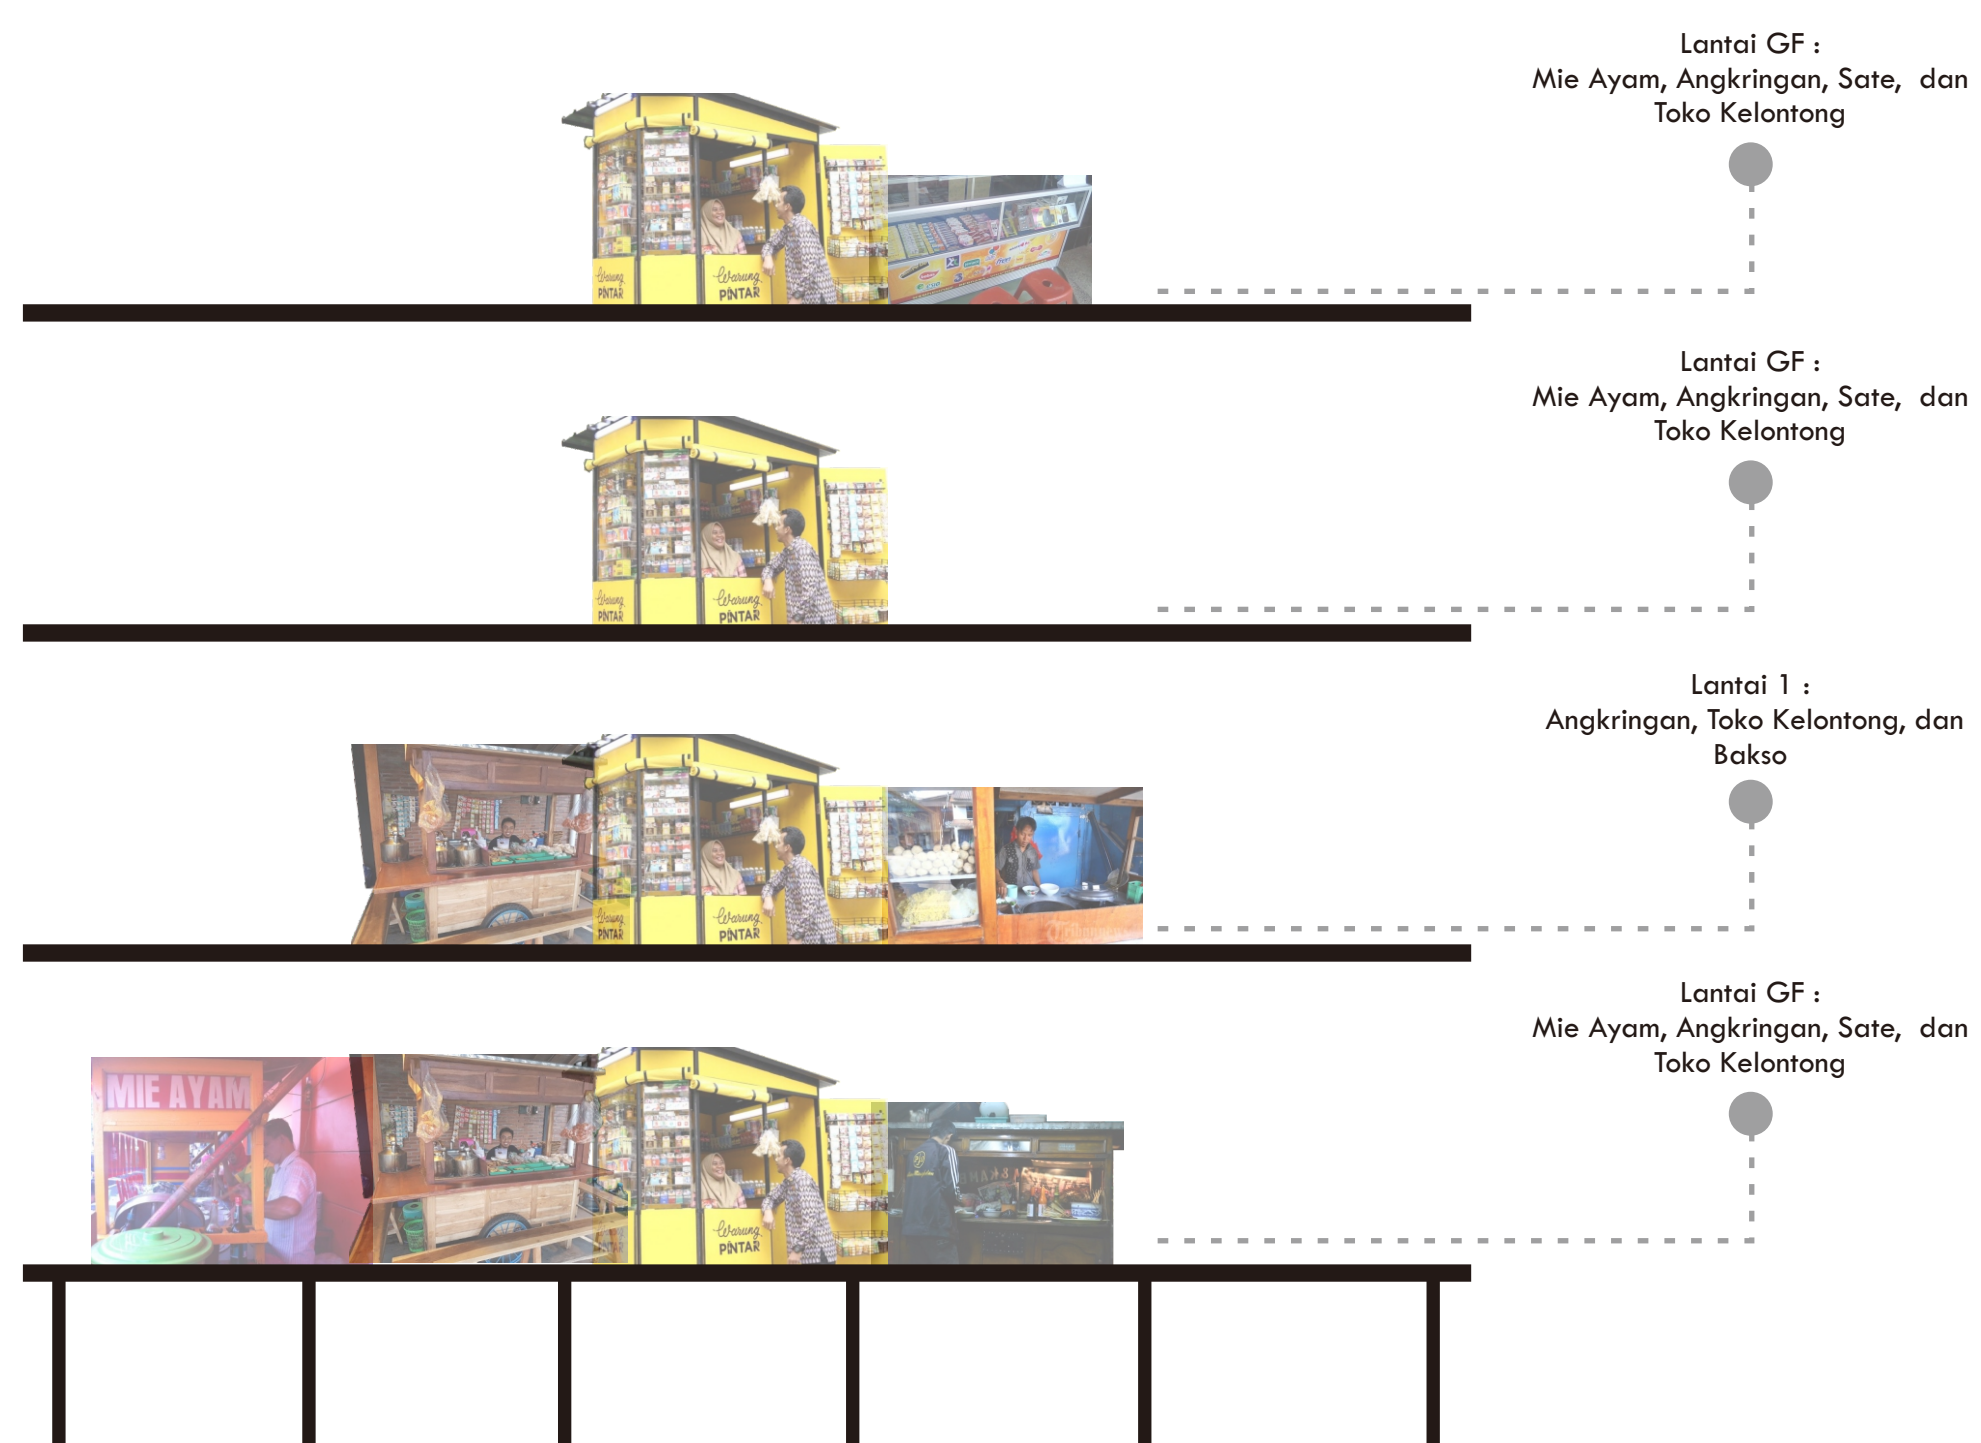 Lantai GF :
Mie Ayam, Angkringan, Sate, dan
Toko Kelontong
Warung
PINTAR
Warung
PINTAR
Lantai GF :
Mie Ayam, Angkringan, Sate, dan
Toko Kelontong
Warung
PINTAR
Warung
PINTAR
Lantai 1 :
Angkringan, Toko Kelontong, dan
Bakso
Warung
PINTAR
Warung
PINTAR
Lantai GF :
Mie Ayam, Angkringan, Sate, dan
Toko Kelontong
MIE AYAM
Warung
PINTAR